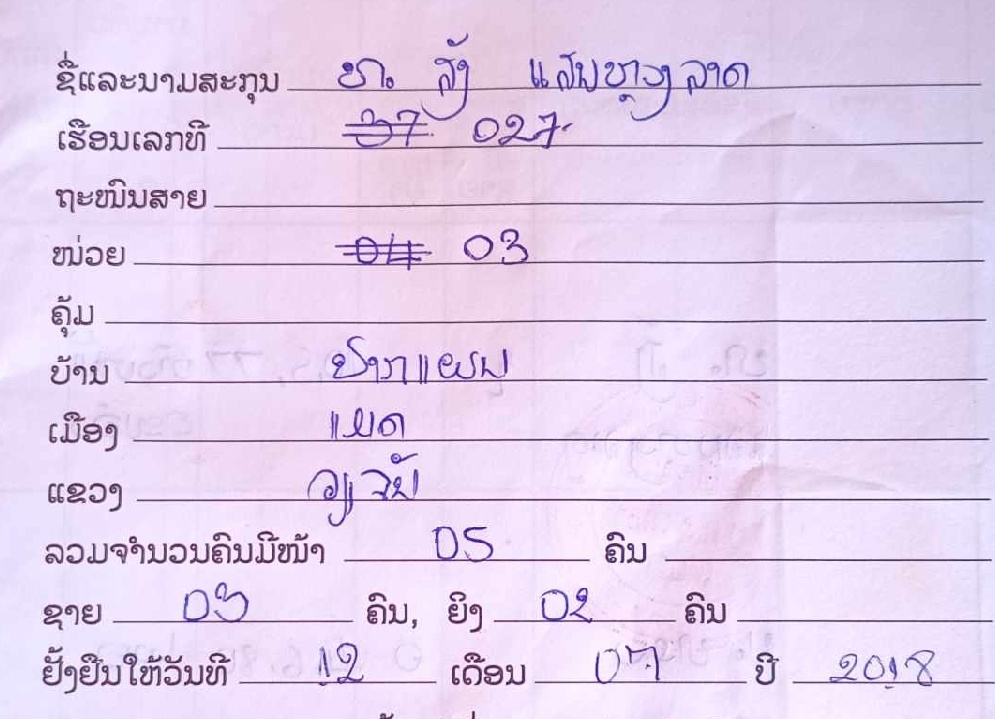 ຊື່ແລະນາມສະກຸນ ທ. ສັງ ແສນຫຼວງລາດ
ເຮືອນເລກທີ 37 027
ຖະໜົນສາຍ
ໜ່ວຍ 04 03
ຄຸ້ມ
ບ້ານ ປາກແຈມ
ເມືອງ ແມດ
ແຂວງ ວຽງຈັນ
ລວມຈຳນວນຄົນມີໜ້າ 05 ຄົນ
ຊາຍ 03 ຄົນ, ຍິງ 02 ຄົນ
ຢັ້ງຢືນໃຫ້ວັນທີ 12 ເດືອນ 07 ປີ 2018